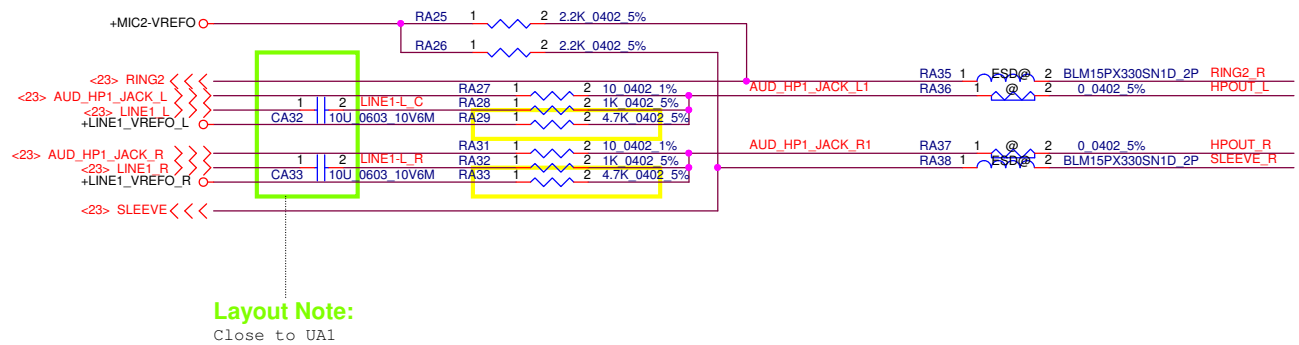 +MIC2-VREFO RA25 1 2 2.2K_0402_5%
RA26 1 2 2.2K_0402_5%
<23> RING2 RA35 1 ESD@ 2 BLM15PX330SN1D_2P RING2_R
<23> AUD_HP1_JACK_L RA27 1 2 10_0402_1% AUD_HP1_JACK_L1 RA36 1 @ 2 0_0402_5% HPOUT_L
<23> LINE1_L 1 2 LINE1-L_C RA28 1 2 1K_0402_5%
+LINE1_VREFO_L CA32 10U_0603_10V6M RA29 1 2 4.7K_0402_5%
<23> AUD_HP1_JACK_R RA31 1 2 10_0402_1% AUD_HP1_JACK_R1 RA37 1 @ 2 0_0402_5% HPOUT_R
<23> LINE1_R 1 2 LINE1-L_R RA32 1 2 1K_0402_5% RA38 1 ESD@ 2 BLM15PX330SN1D_2P SLEEVE_R
+LINE1_VREFO_R CA33 10U_0603_10V6M RA33 1 2 4.7K_0402_5%
<23> SLEEVE
Layout Note:
Close to UA1